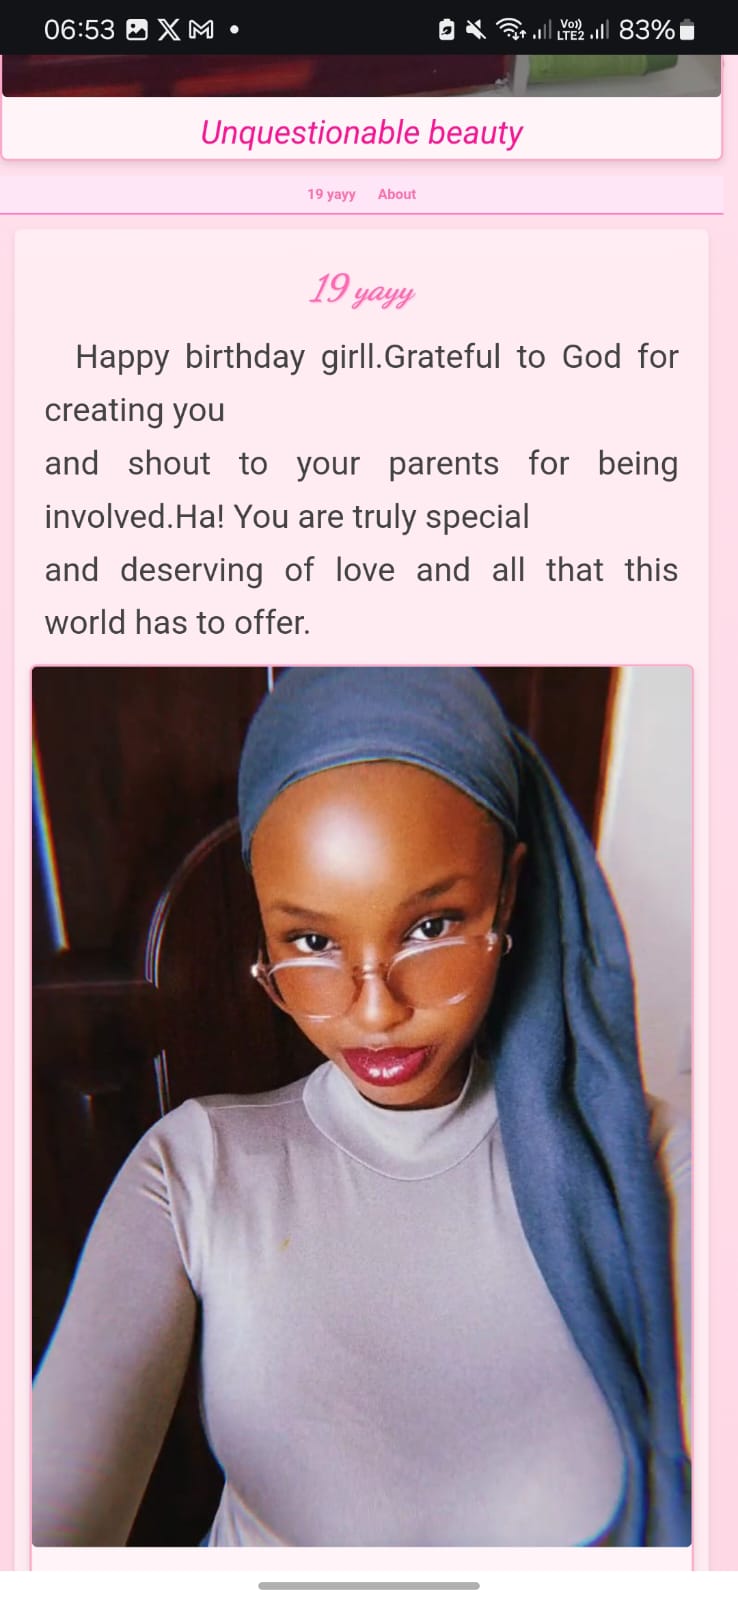 06:53
Vo)) LTE2
83%
Unquestionable beauty
19 yayy About
19 yayy
Happy birthday girll.Grateful to God for
creating you
and shout to your parents for being
involved.Ha! You are truly special
and deserving of love and all that this
world has to offer.